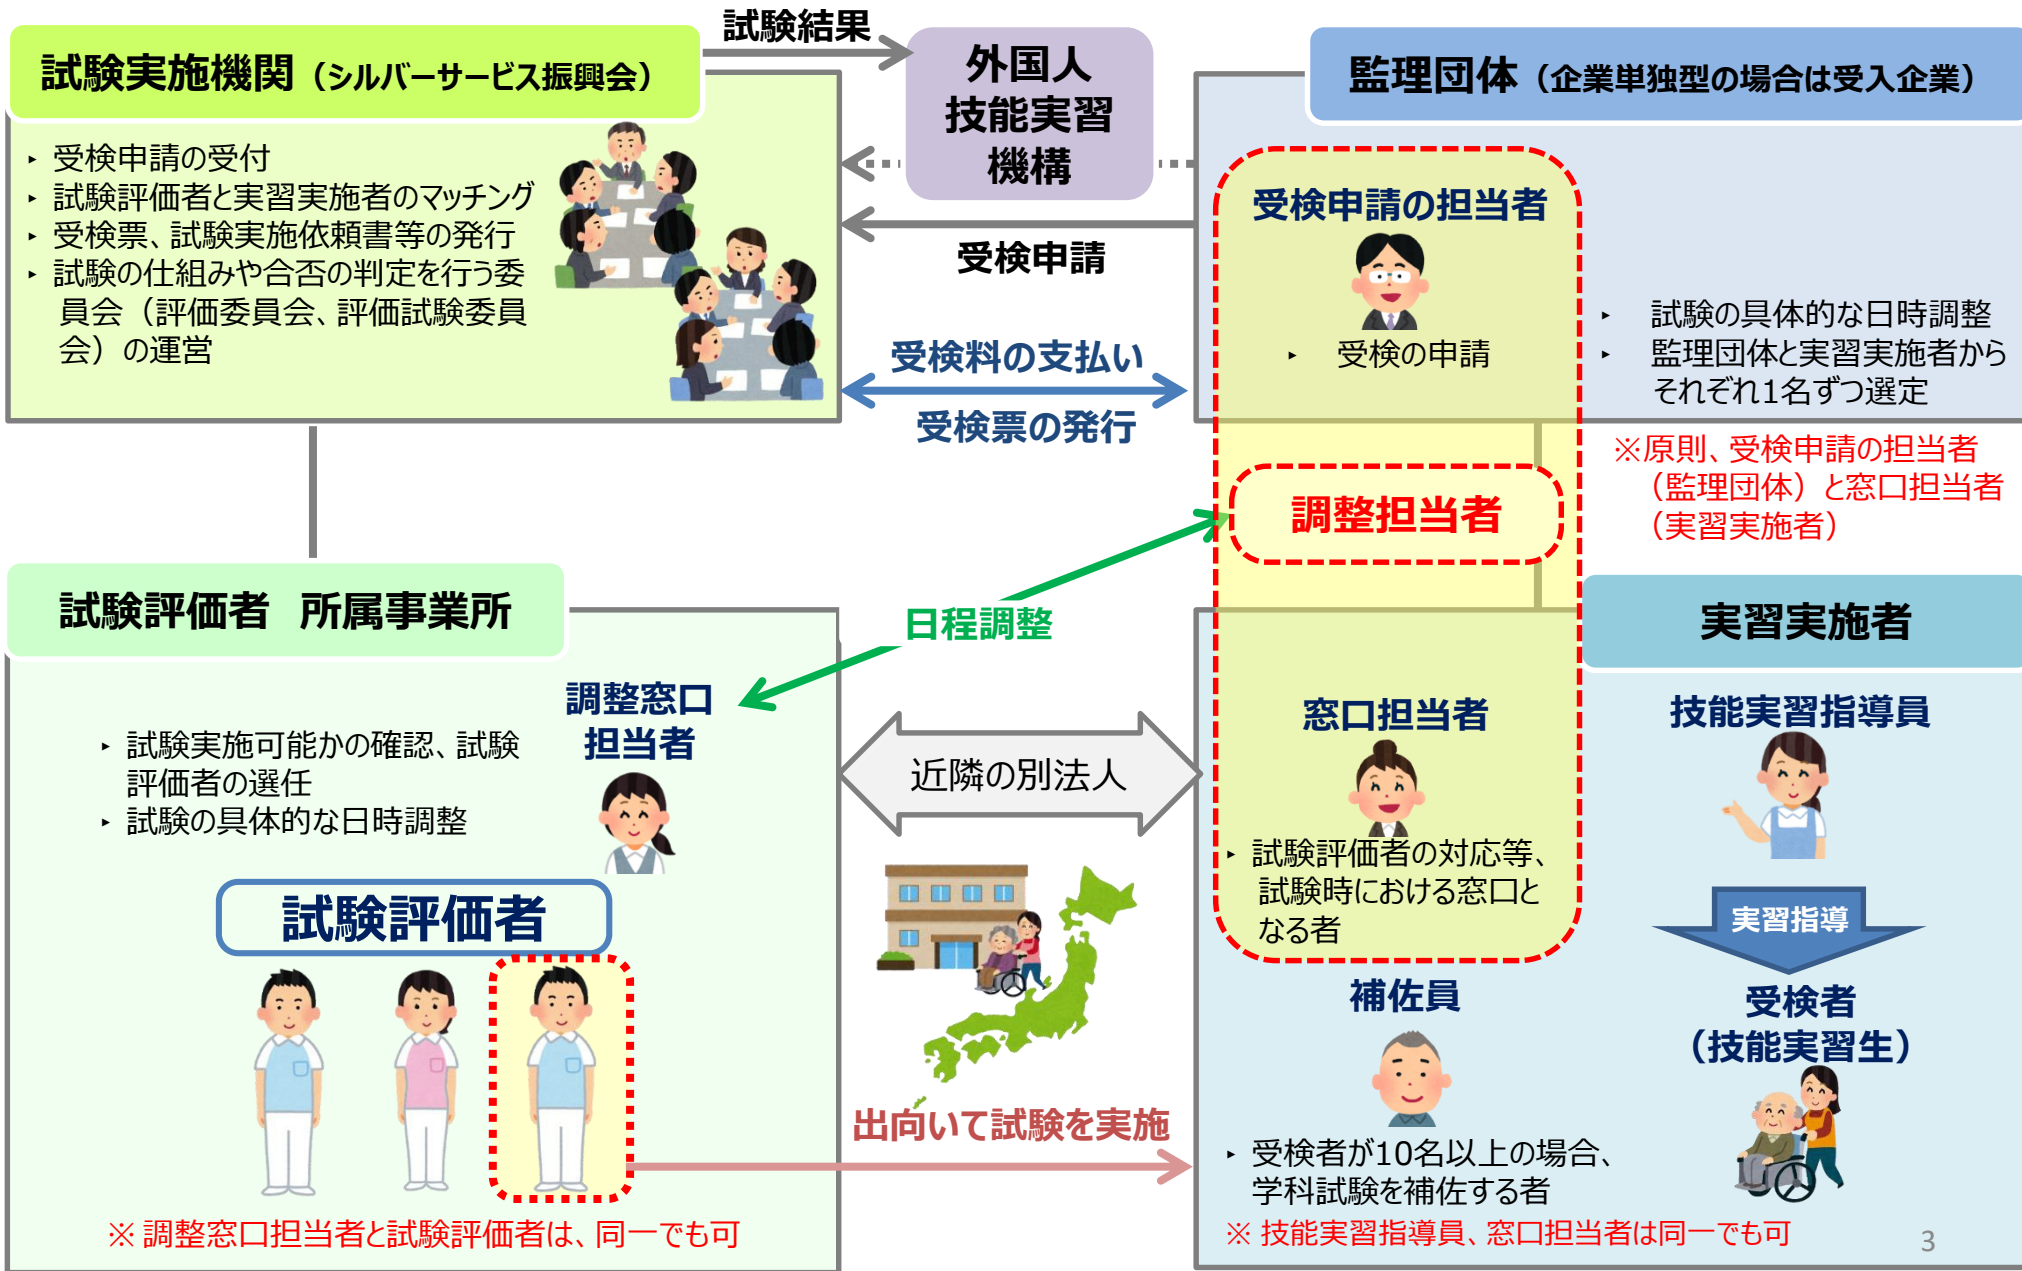 試験結果
試験実施機関（シルバーサービス振興会）
‣ 受検申請の受付
‣ 試験評価者と実習実施者のマッチング
‣ 受検票、試験実施依頼書等の発行
‣ 試験の仕組みや合否の判定を行う委
員会（評価委員会、評価試験委員
会）の運営
外国人
技能実習
機構
受検申請
受検料の支払い
受検票の発行
監理団体（企業単独型の場合は受入企業）
受検申請の担当者
‣ 受検の申請
‣ 試験の具体的な日時調整
‣ 監理団体と実習実施者から
それぞれ1名ずつ選定
※原則、受検申請の担当者
（監理団体）と窓口担当者
（実習実施者）
調整担当者
日程調整
試験評価者　所属事業所
調整窓口
担当者
‣ 試験実施可能かの確認、試験
評価者の選任
‣ 試験の具体的な日時調整
試験評価者
※ 調整窓口担当者と試験評価者は、同一でも可
近隣の別法人
出向いて試験を実施
実習実施者
窓口担当者
‣ 試験評価者の対応等、
試験時における窓口と
なる者
補佐員
‣ 受検者が10名以上の場合、
学科試験を補佐する者
技能実習指導員
実習指導
受検者
（技能実習生）
※ 技能実習指導員、窓口担当者は同一でも可
3